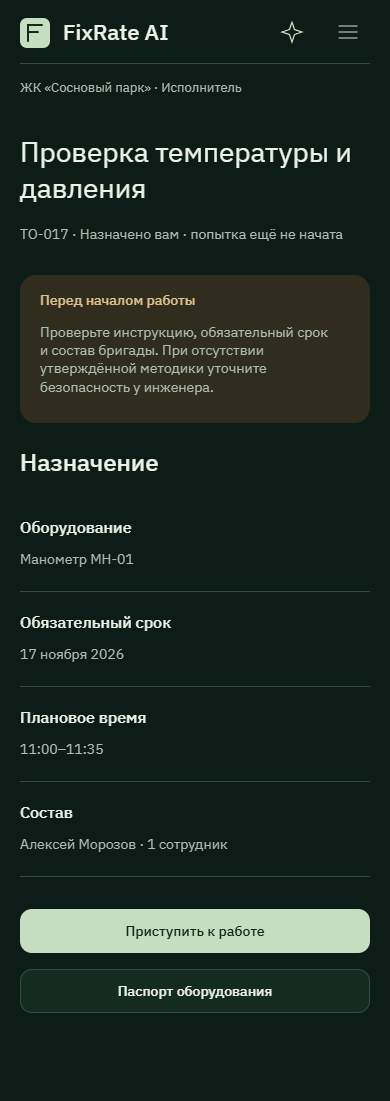 FixRate AI
ЖК «Сосновый парк» · Исполнитель
Проверка температуры и
давления
ТО-017 · Назначено вам · попытка ещё не начата
Перед началом работы
Проверьте инструкцию, обязательный срок
и состав бригады. При отсутствии
утверждённой методики уточните
безопасность у инженера.
Назначение
Оборудование
Манометр МН-01
Обязательный срок
17 ноября 2026
Плановое время
11:00–11:35
Состав
Алексей Морозов · 1 сотрудник
Приступить к работе
Паспорт оборудования